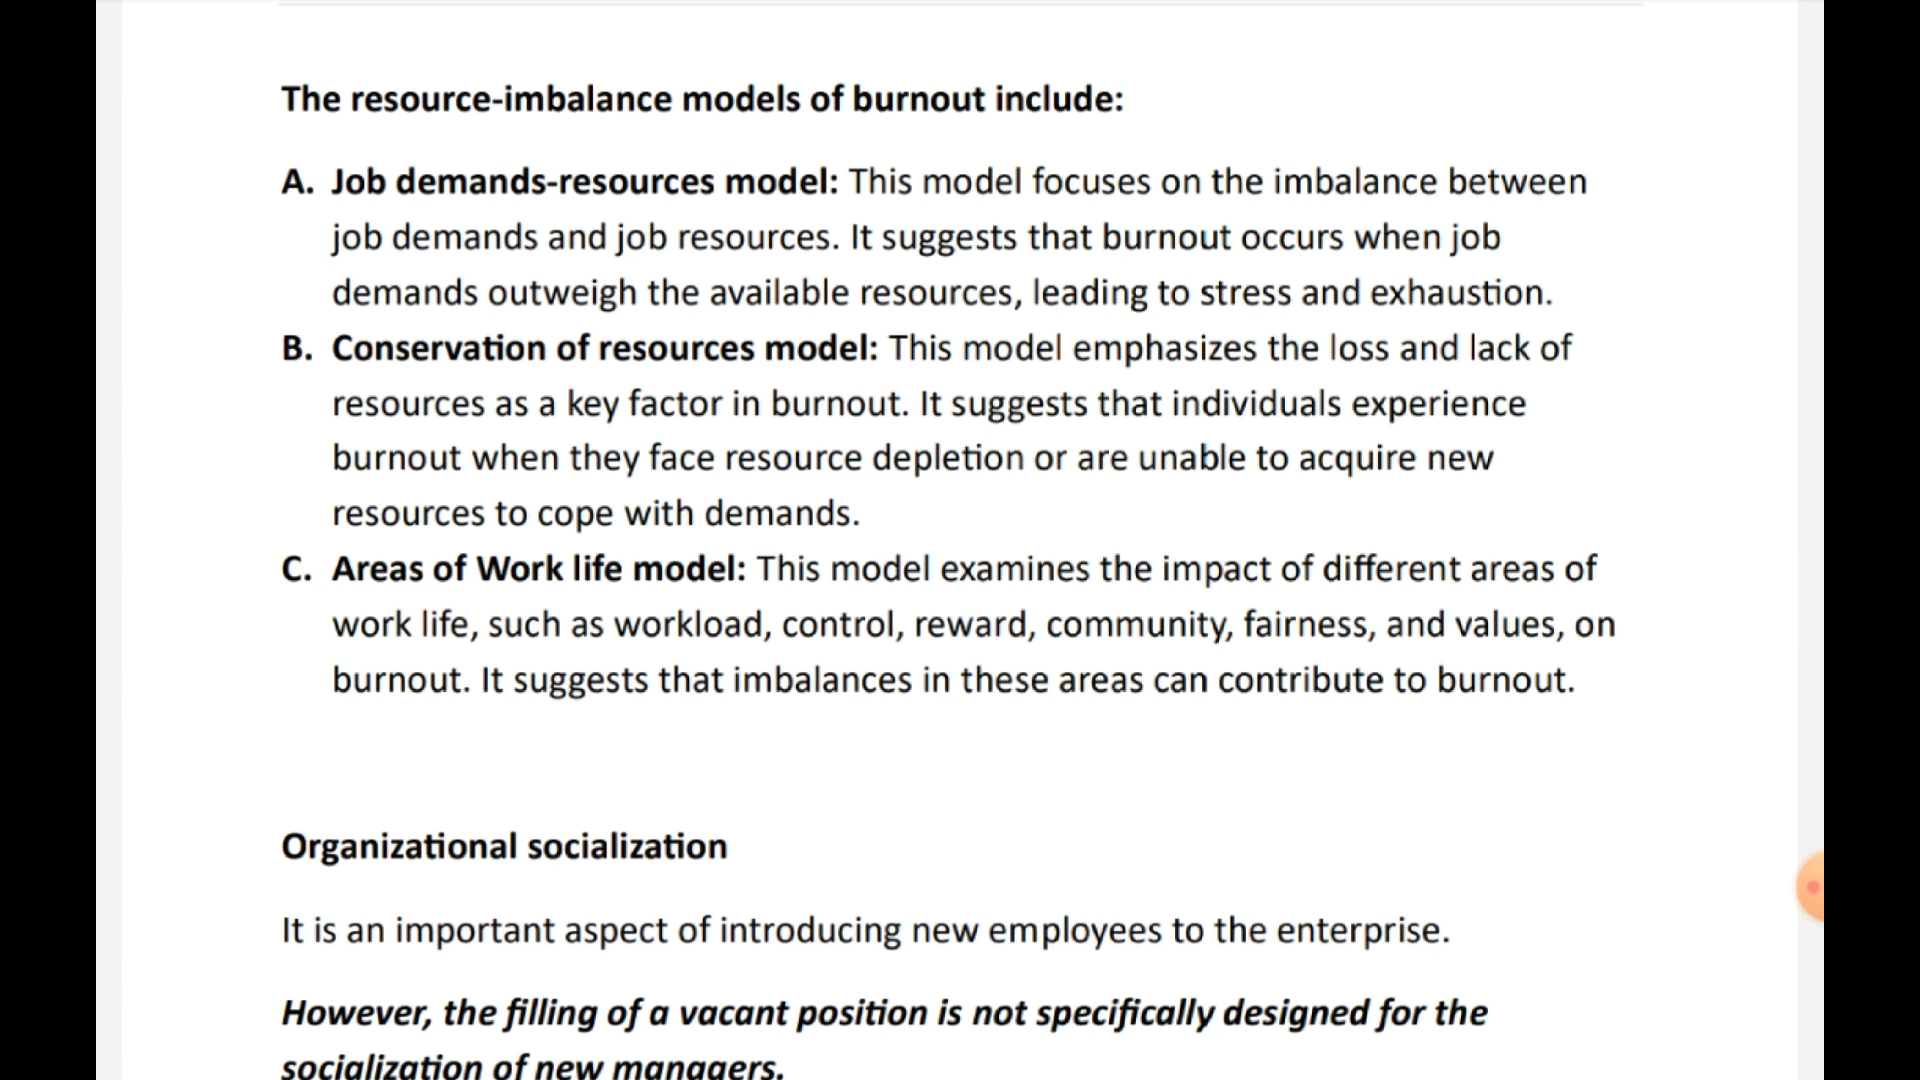 The resource-imbalance models of burnout include:
A. Job demands-resources model: This model focuses on the imbalance between
job demands and job resources. It suggests that burnout occurs when job
demands outweigh the available resources, leading to stress and exhaustion.
B. Conservation of resources model: This model emphasizes the loss and lack of
resources as a key factor in burnout. It suggests that individuals experience
burnout when they face resource depletion or are unable to acquire new
resources to cope with demands.
C. Areas of Work life model: This model examines the impact of different areas of
work life, such as workload, control, reward, community, fairness, and values, on
burnout. It suggests that imbalances in these areas can contribute to burnout.
Organizational socialization
It is an important aspect of introducing new employees to the enterprise.
However, the filling of a vacant position is not specifically designed for the
socialization of new managers.